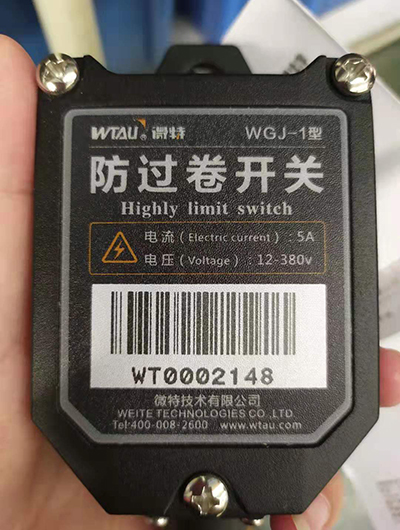 WTAU® 微特 WGJ-1型
防过卷开关
Highly limit switch
电流（Electric current）: 5A
电压（Voltage）: 12-380v
WT0002148
微特技术有限公司
WEITE TECHNOLOGIES CO.,LTD.
Tel:400-008-2600 www.wtau.com